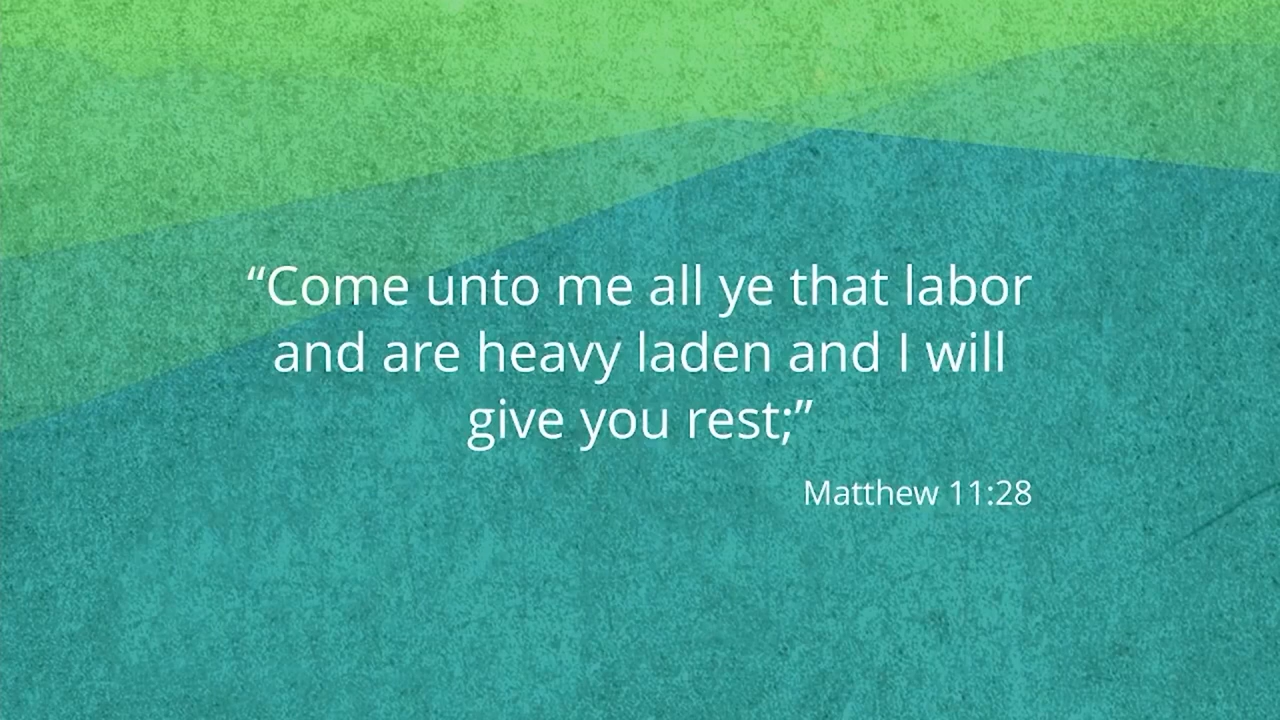 “Come unto me all ye that labor
and are heavy laden and I will
give you rest;”
Matthew 11:28